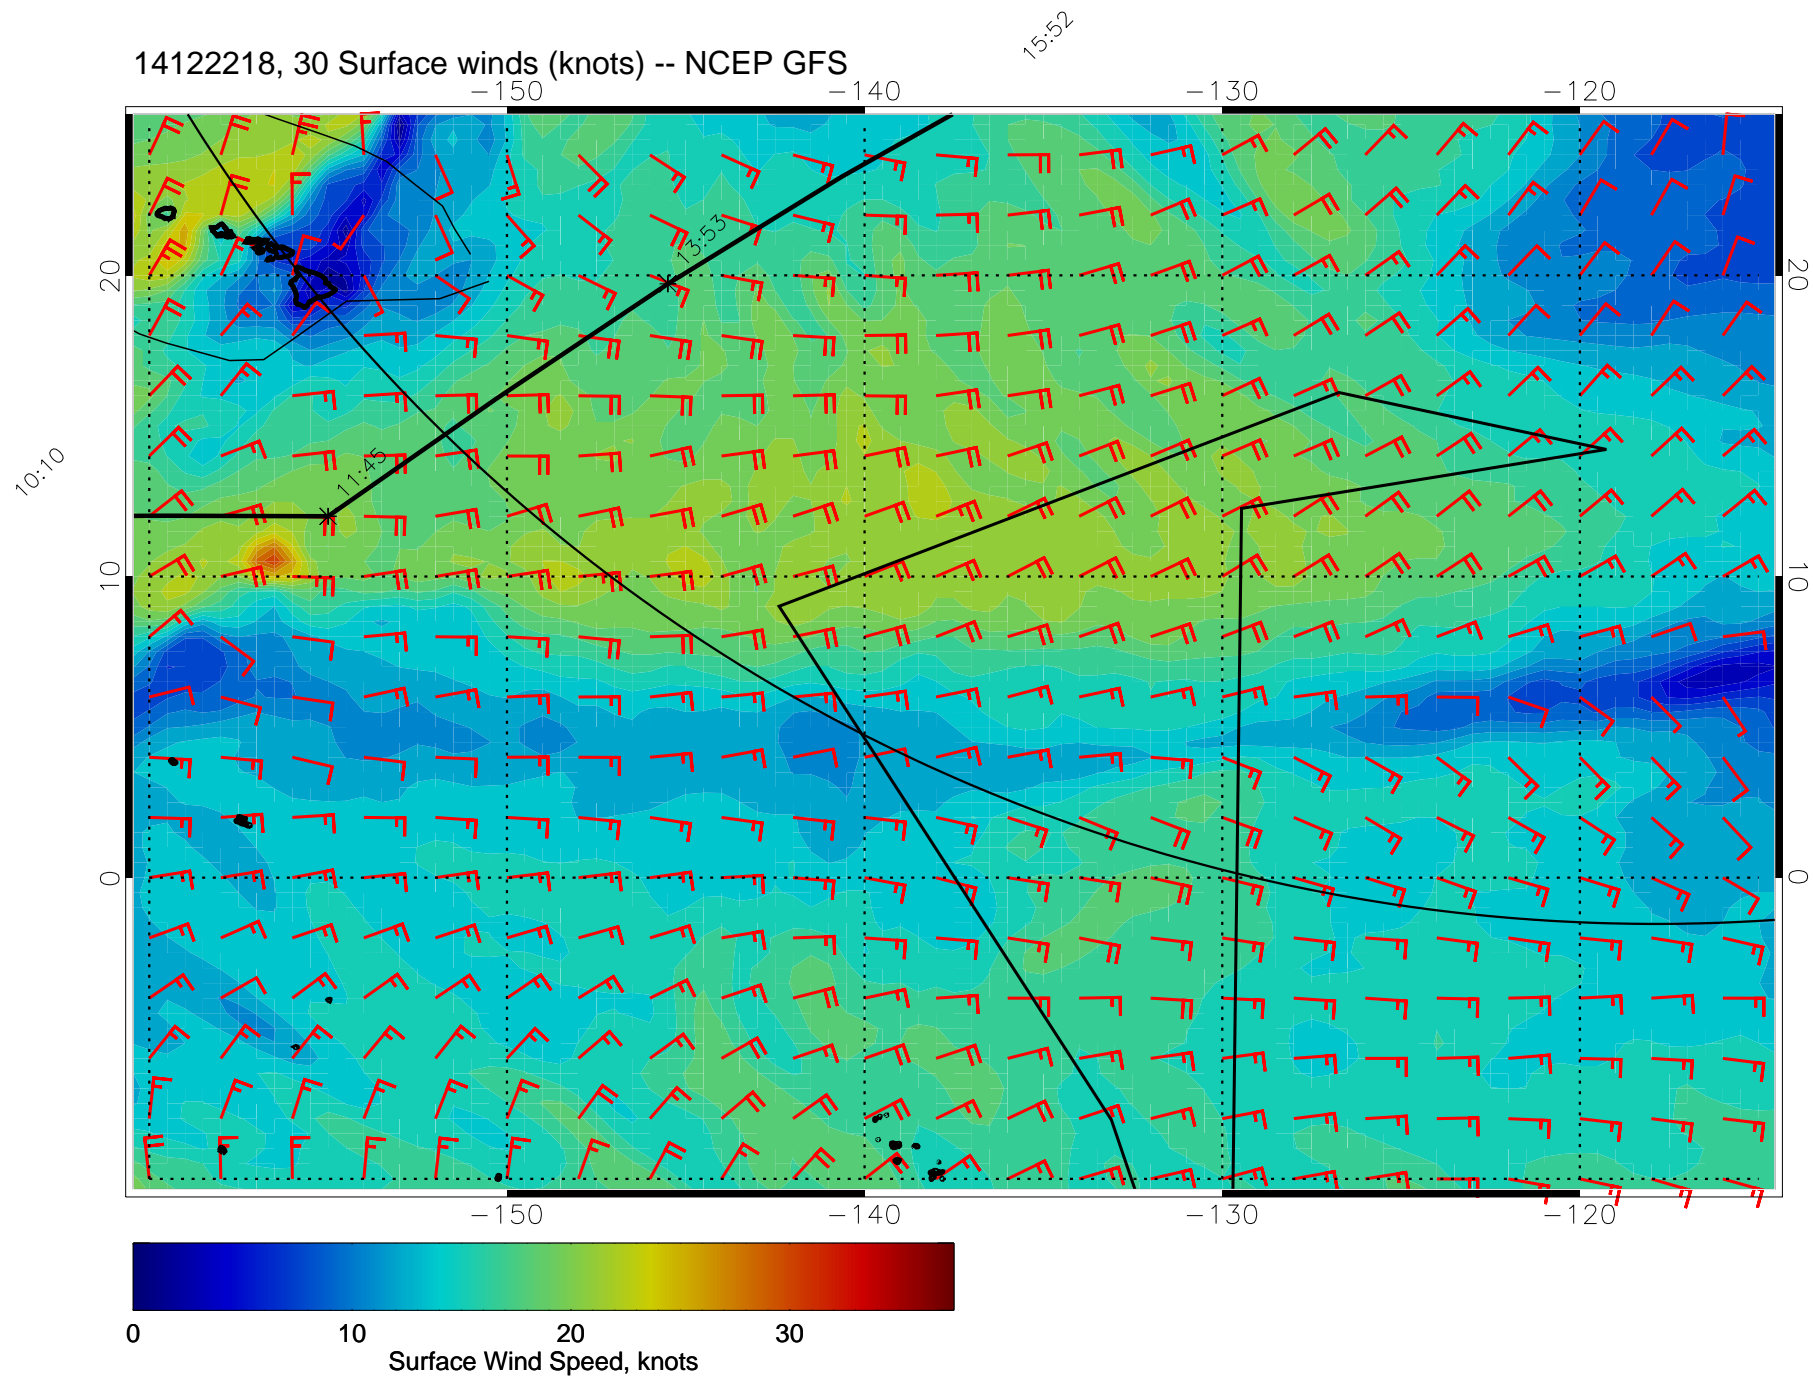 15:52
14122218, 30 Surface winds (knots) -- NCEP GFS
-150 -140 -130 -120
13:53
20 20
11:45
10:10
10 10
0 0
-150 -140 -130 -120
0 10 20 30
Surface Wind Speed, knots